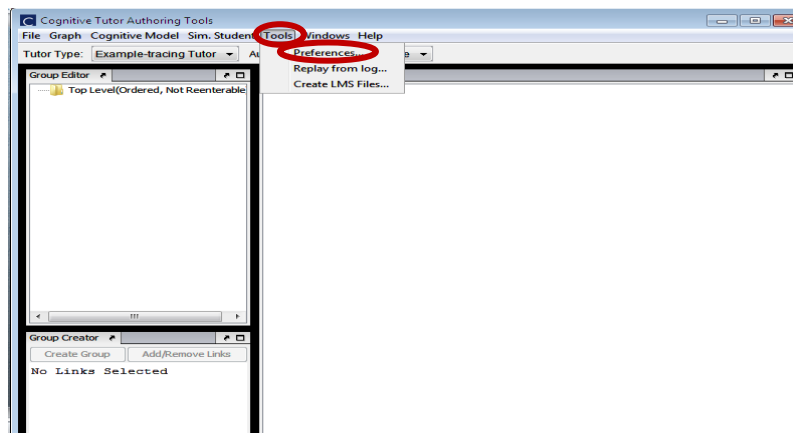 Cognitive Tutor Authoring Tools
File Graph Cognitive Model Sim. Student Tools Windows Help
Tutor Type: Example-tracing Tutor
Preferences...
Replay from log...
Create LMS Files...
Group Editor
Top Level(Ordered, Not Reenterable
Group Creator
Create Group Add/Remove Links
No Links Selected